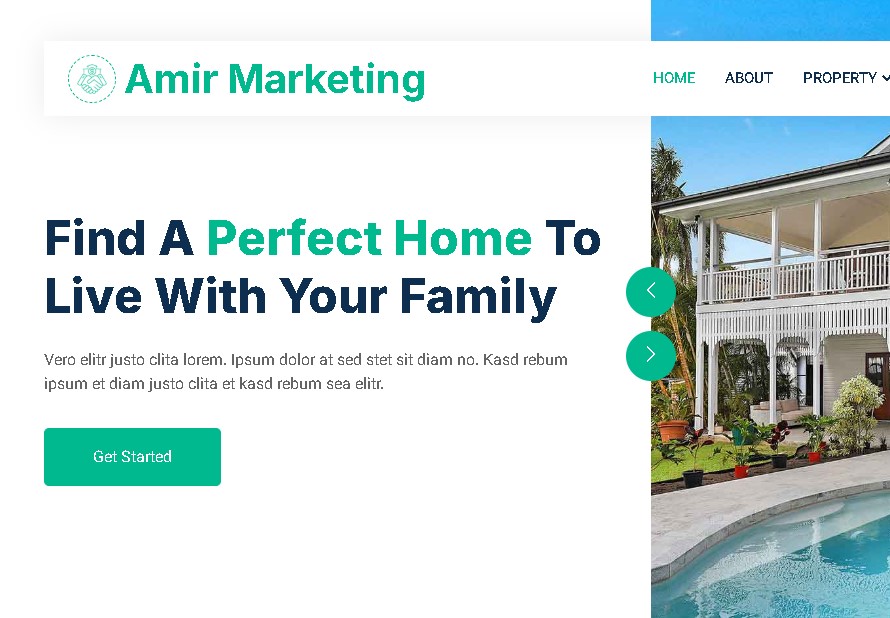 Amir Marketing
HOME ABOUT PROPERTY
Find A Perfect Home To
Live With Your Family
Vero elitr justo clita lorem. Ipsum dolor at sed stet sit diam no. Kasd rebum
ipsum et diam justo clita et kasd rebum sea elitr.
Get Started